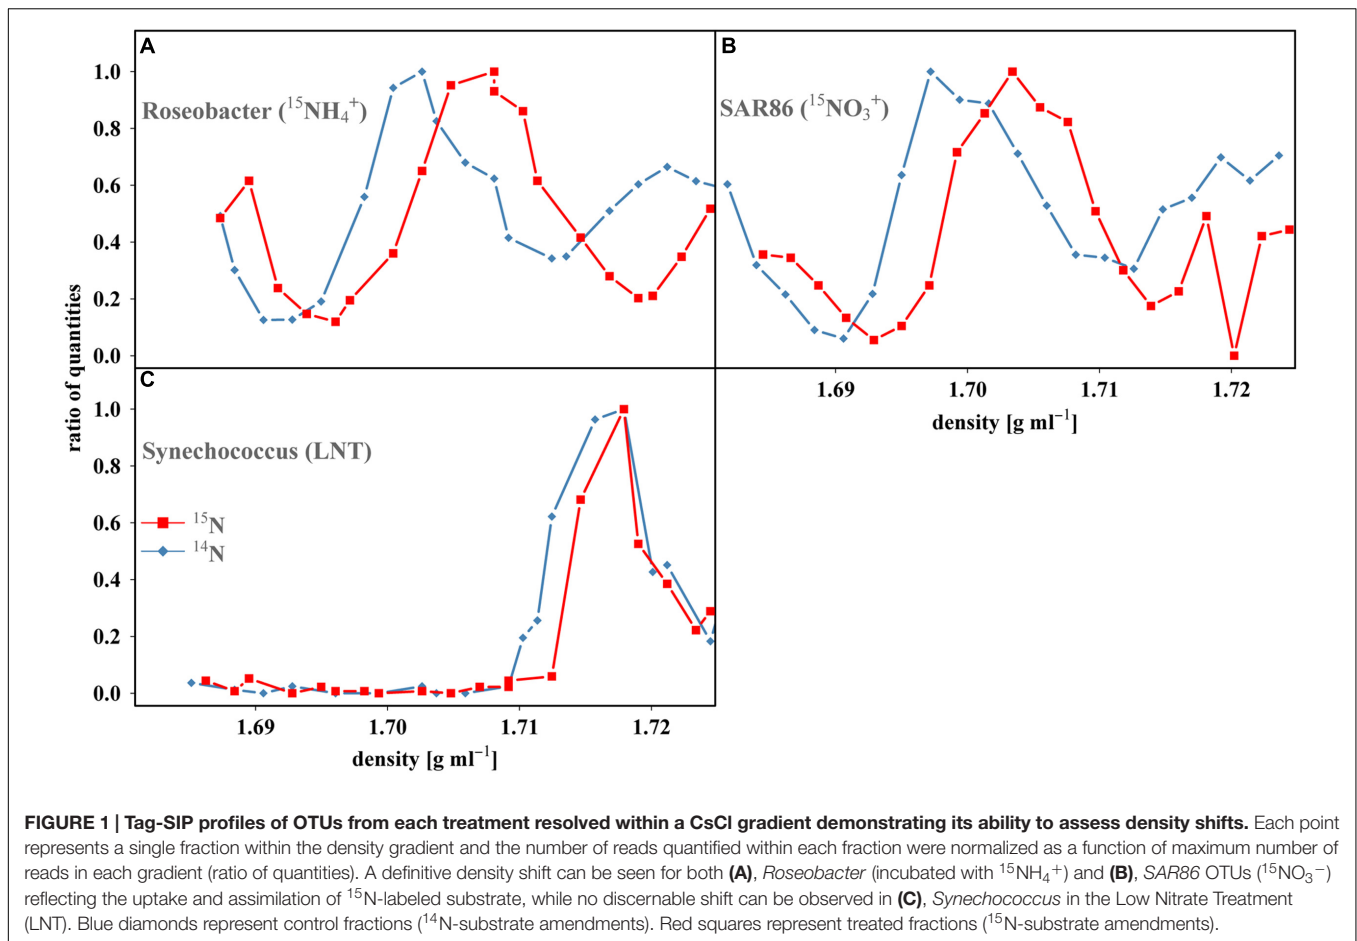 A
Roseobacter (¹⁵NH₄⁺)
1.0
0.8
0.6
0.4
0.2
0.0
B
SAR86 (¹⁵NO₃⁺)
1.69 1.70 1.71 1.72
density [g ml⁻¹]
ratio of quantities
C
Synechococcus (LNT)
¹⁵N
¹⁴N
1.0
0.8
0.6
0.4
0.2
0.0
1.69 1.70 1.71 1.72
density [g ml⁻¹]
FIGURE 1 | Tag-SIP profiles of OTUs from each treatment resolved within a CsCl gradient demonstrating its ability to assess density shifts. Each point
represents a single fraction within the density gradient and the number of reads quantified within each fraction were normalized as a function of maximum number of
reads in each gradient (ratio of quantities). A definitive density shift can be seen for both (A), Roseobacter (incubated with ¹⁵NH₄⁺) and (B), SAR86 OTUs (¹⁵NO₃⁻)
reflecting the uptake and assimilation of ¹⁵N-labeled substrate, while no discernable shift can be observed in (C), Synechococcus in the Low Nitrate Treatment
(LNT). Blue diamonds represent control fractions (¹⁴N-substrate amendments). Red squares represent treated fractions (¹⁵N-substrate amendments).